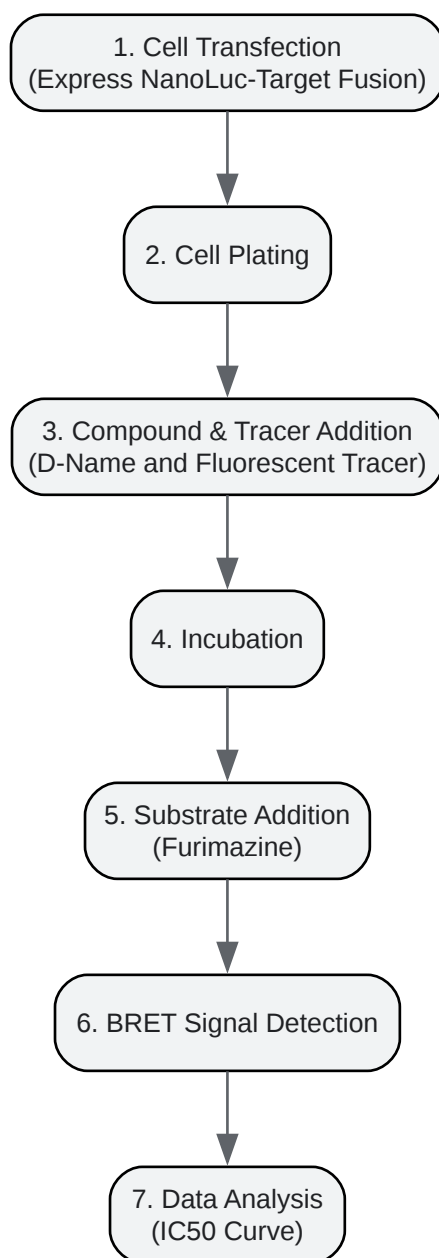 1. Cell Transfection
(Express NanoLuc-Target Fusion)
2. Cell Plating
3. Compound & Tracer Addition
(D-Name and Fluorescent Tracer)
4. Incubation
5. Substrate Addition
(Furimazine)
6. BRET Signal Detection
7. Data Analysis
(IC50 Curve)